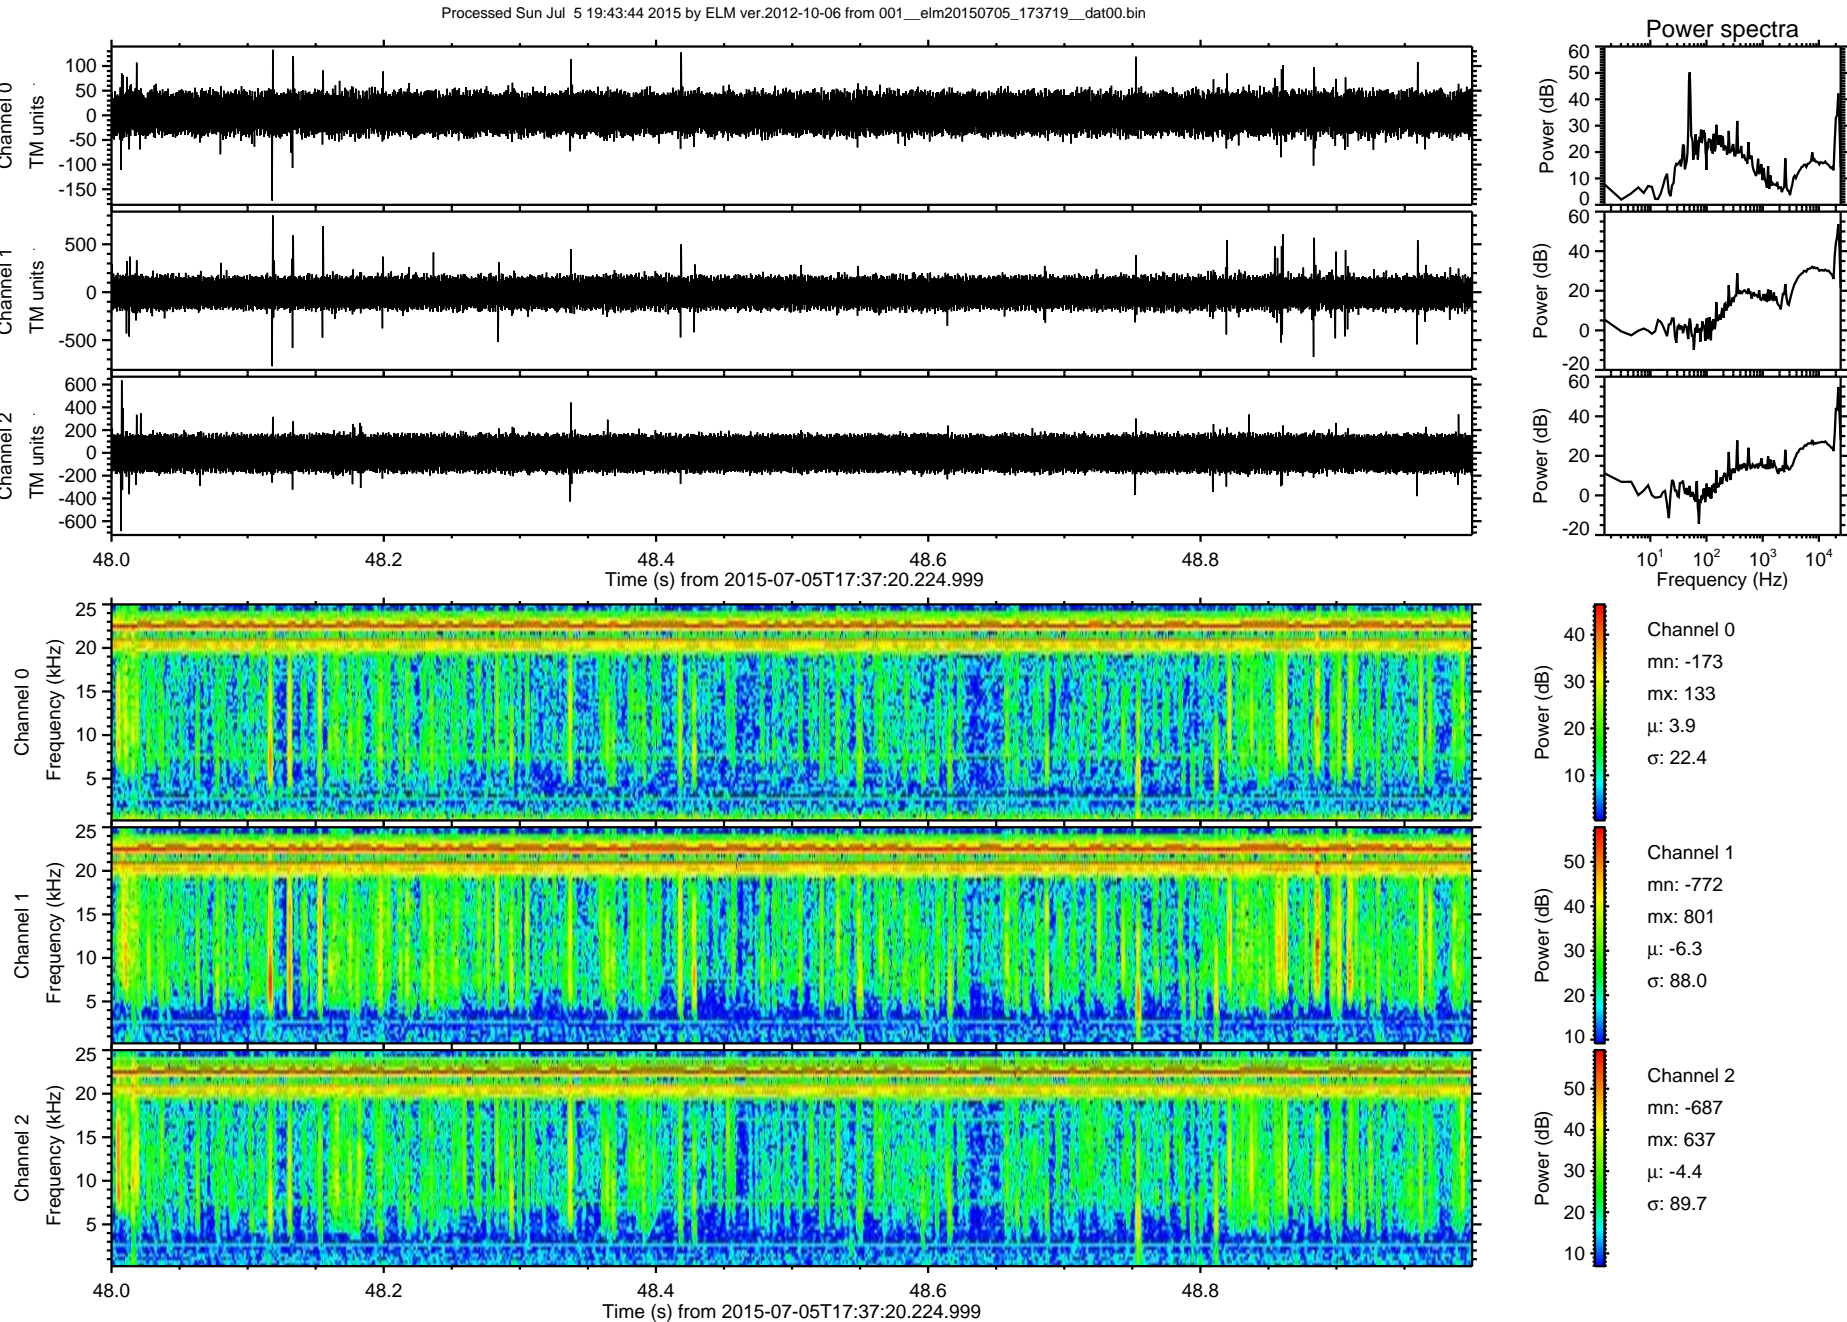 Processed Sun Jul  5 19:43:44 2015 by ELM ver.2012-10-06 from 001__elm20150705_173719__dat00.bin
Power spectra
Channel 0
TM units
100
50
0
-50
-100
-150
Power (dB)
60
50
40
30
20
10
0
Channel 1
TM units
500
0
-500
Power (dB)
60
40
20
0
-20
Channel 2
TM units
600
400
200
0
-200
-400
-600
Power (dB)
60
40
20
0
-20
48.0 48.2 48.4 48.6 48.8
Time (s) from 2015-07-05T17:37:20.224.999
10¹ 10² 10³ 10⁴
Frequency (Hz)
Channel 0
Frequency (kHz)
25
20
15
10
5
Power (dB)
40
30
20
10
Channel 0
mn: -173
mx: 133
μ: 3.9
σ: 22.4
Channel 1
Frequency (kHz)
25
20
15
10
5
Power (dB)
50
40
30
20
10
Channel 1
mn: -772
mx: 801
μ: -6.3
σ: 88.0
Channel 2
Frequency (kHz)
25
20
15
10
5
Power (dB)
50
40
30
20
10
Channel 2
mn: -687
mx: 637
μ: -4.4
σ: 89.7
48.0 48.2 48.4 48.6 48.8
Time (s) from 2015-07-05T17:37:20.224.999